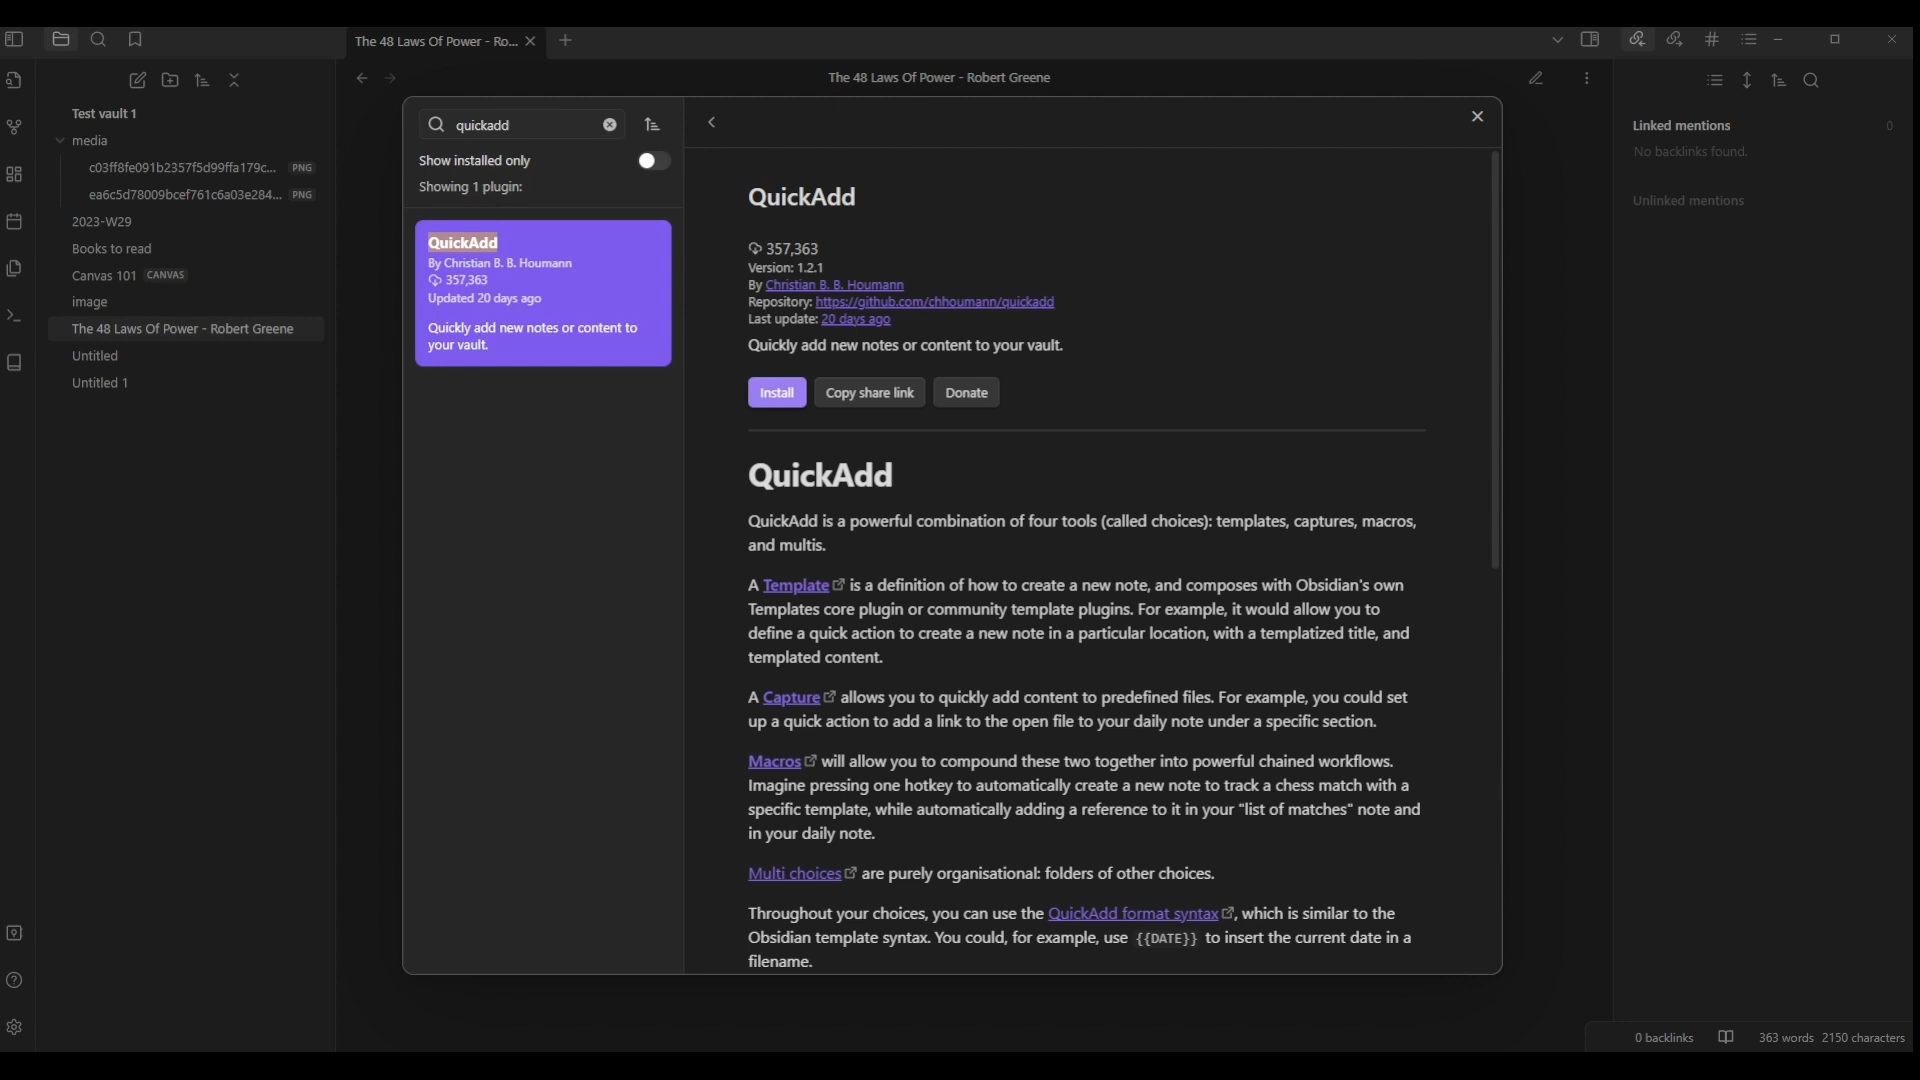 The 48 Laws Of Power - Ro...
The 48 Laws Of Power - Robert Greene
Test vault 1
media
c03ff8fe091b2357f5d99ffa179c... PNG
ea6c5d78009bcef761c6a03e284... PNG
2023-W29
Books to read
Canvas 101 CANVAS
image
The 48 Laws Of Power - Robert Greene
Untitled
Untitled 1
quickadd
Show installed only
Showing 1 plugin:
QuickAdd
By Christian B. B. Houmann
357,363
Updated 20 days ago
Quickly add new notes or content to
your vault.
QuickAdd
357,363
Version: 1.2.1
By Christian B. B. Houmann
Repository: https://github.com/chhoumann/quickadd
Last update: 20 days ago
Quickly add new notes or content to your vault.
Install Copy share link Donate
QuickAdd
QuickAdd is a powerful combination of four tools (called choices): templates, captures, macros,
and multis.
A Template is a definition of how to create a new note, and composes with Obsidian's own
Templates core plugin or community template plugins. For example, it would allow you to
define a quick action to create a new note in a particular location, with a templatized title, and
templated content.
A Capture allows you to quickly add content to predefined files. For example, you could set
up a quick action to add a link to the open file to your daily note under a specific section.
Macros will allow you to compound these two together into powerful chained workflows.
Imagine pressing one hotkey to automatically create a new note to track a chess match with a
specific template, while automatically adding a reference to it in your "list of matches" note and
in your daily note.
Multi choices are purely organisational: folders of other choices.
Throughout your choices, you can use the QuickAdd format syntax, which is similar to the
Obsidian template syntax. You could, for example, use {{DATE}} to insert the current date in a
filename.
Linked mentions 0
No backlinks found.
Unlinked mentions
0 backlinks 363 words 2150 characters